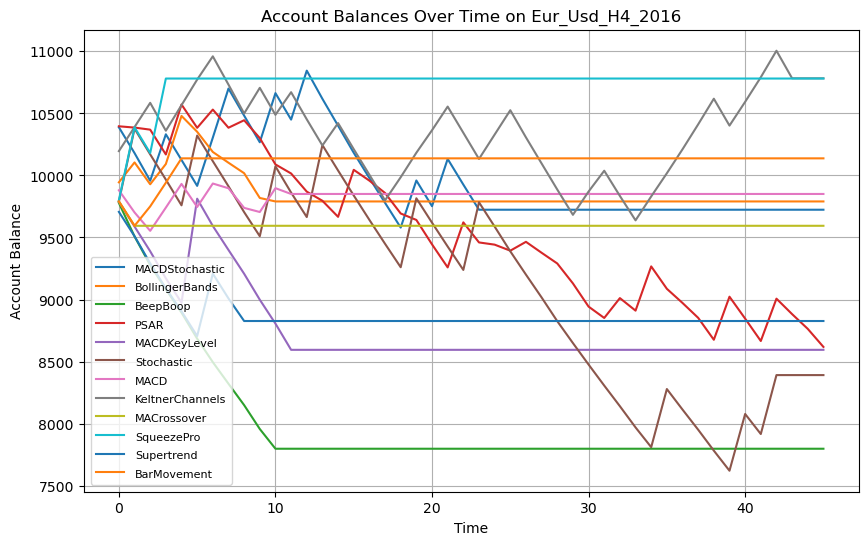 Account Balances Over Time on Eur_Usd_H4_2016
11000
10500
10000
9500
9000
8500
8000
7500
Account Balance
MACDStochastic
BollingerBands
BeepBoop
PSAR
MACDKeyLevel
Stochastic
MACD
KeltnerChannels
MACrossover
SqueezePro
Supertrend
BarMovement
0 10 20 30 40
Time